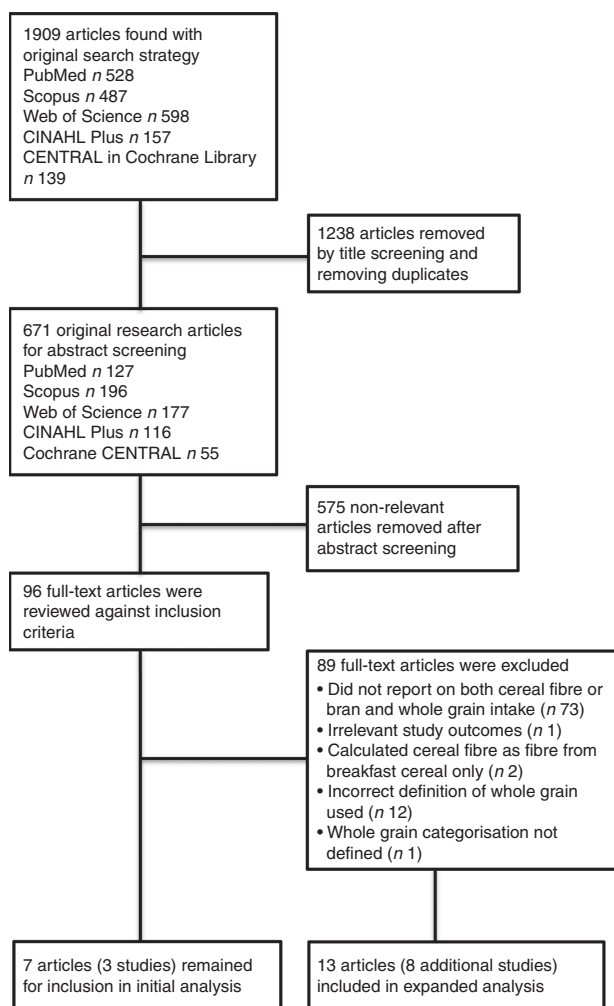 1909 articles found with
original search strategy
PubMed n 528
Scopus n 487
Web of Science n 598
CINAHL Plus n 157
CENTRAL in Cochrane Library
n 139
1238 articles removed
by title screening and
removing duplicates
671 original research articles
for abstract screening
PubMed n 127
Scopus n 196
Web of Science n 177
CINAHL Plus n 116
Cochrane CENTRAL n 55
575 non-relevant
articles removed after
abstract screening
96 full-text articles were
reviewed against inclusion
criteria
89 full-text articles were excluded
• Did not report on both cereal fibre or
bran and whole grain intake (n 73)
• Irrelevant study outcomes (n 1)
• Calculated cereal fibre as fibre from
breakfast cereal only (n 2)
• Incorrect definition of whole grain
used (n 12)
• Whole grain categorisation not
defined (n 1)
7 articles (3 studies) remained
for inclusion in initial analysis
13 articles (8 additional studies)
included in expanded analysis